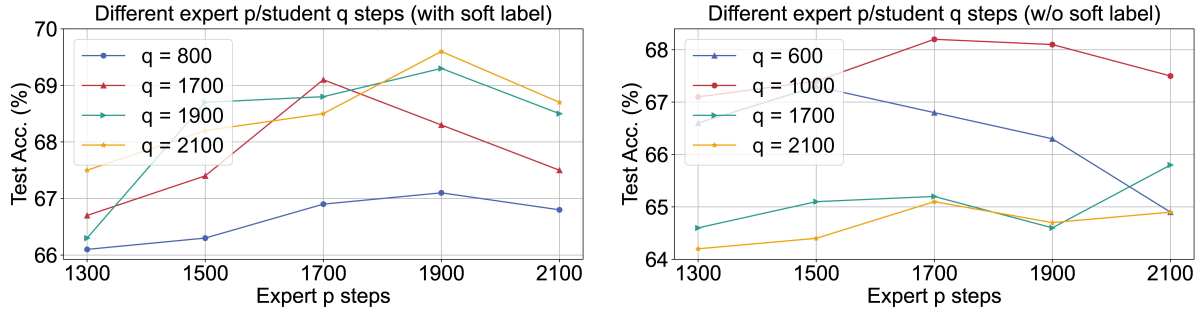 Different expert p/student q steps (with soft label)
70
69
68
67
66
Test Acc. (%)
q = 800
q = 1700
q = 1900
q = 2100
1300 1500 1700 1900 2100
Expert p steps
Different expert p/student q steps (w/o soft label)
68
67
66
65
64
Test Acc. (%)
q = 600
q = 1000
q = 1700
q = 2100
1300 1500 1700 1900 2100
Expert p steps